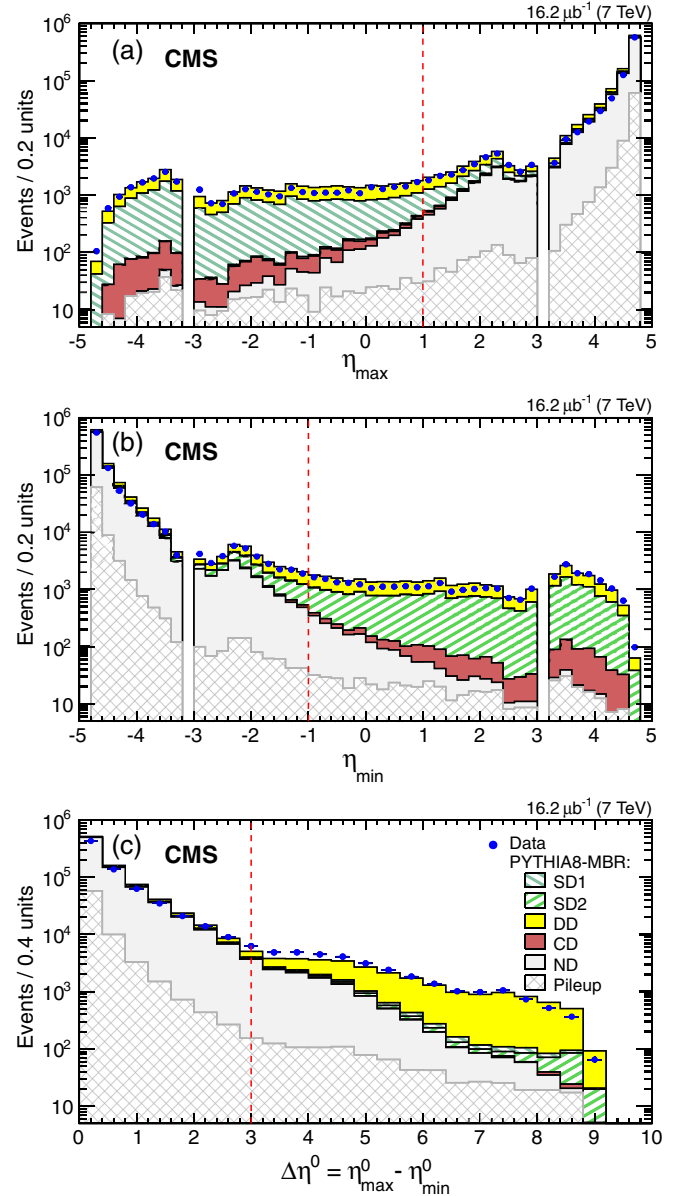 16.2 μb⁻¹ (7 TeV)
(a) CMS
Events / 0.2 units
10⁶
10⁵
10⁴
10³
10²
10
-5 -4 -3 -2 -1 0 1 2 3 4 5
η_max
16.2 μb⁻¹ (7 TeV)
(b) CMS
Events / 0.2 units
10⁶
10⁵
10⁴
10³
10²
10
-5 -4 -3 -2 -1 0 1 2 3 4 5
η_min
16.2 μb⁻¹ (7 TeV)
(c) CMS
Data
PYTHIA8-MBR:
SD1
SD2
DD
CD
ND
Pileup
Events / 0.4 units
10⁶
10⁵
10⁴
10³
10²
10
0 1 2 3 4 5 6 7 8 9 10
Δη⁰ = η⁰_max - η⁰_min